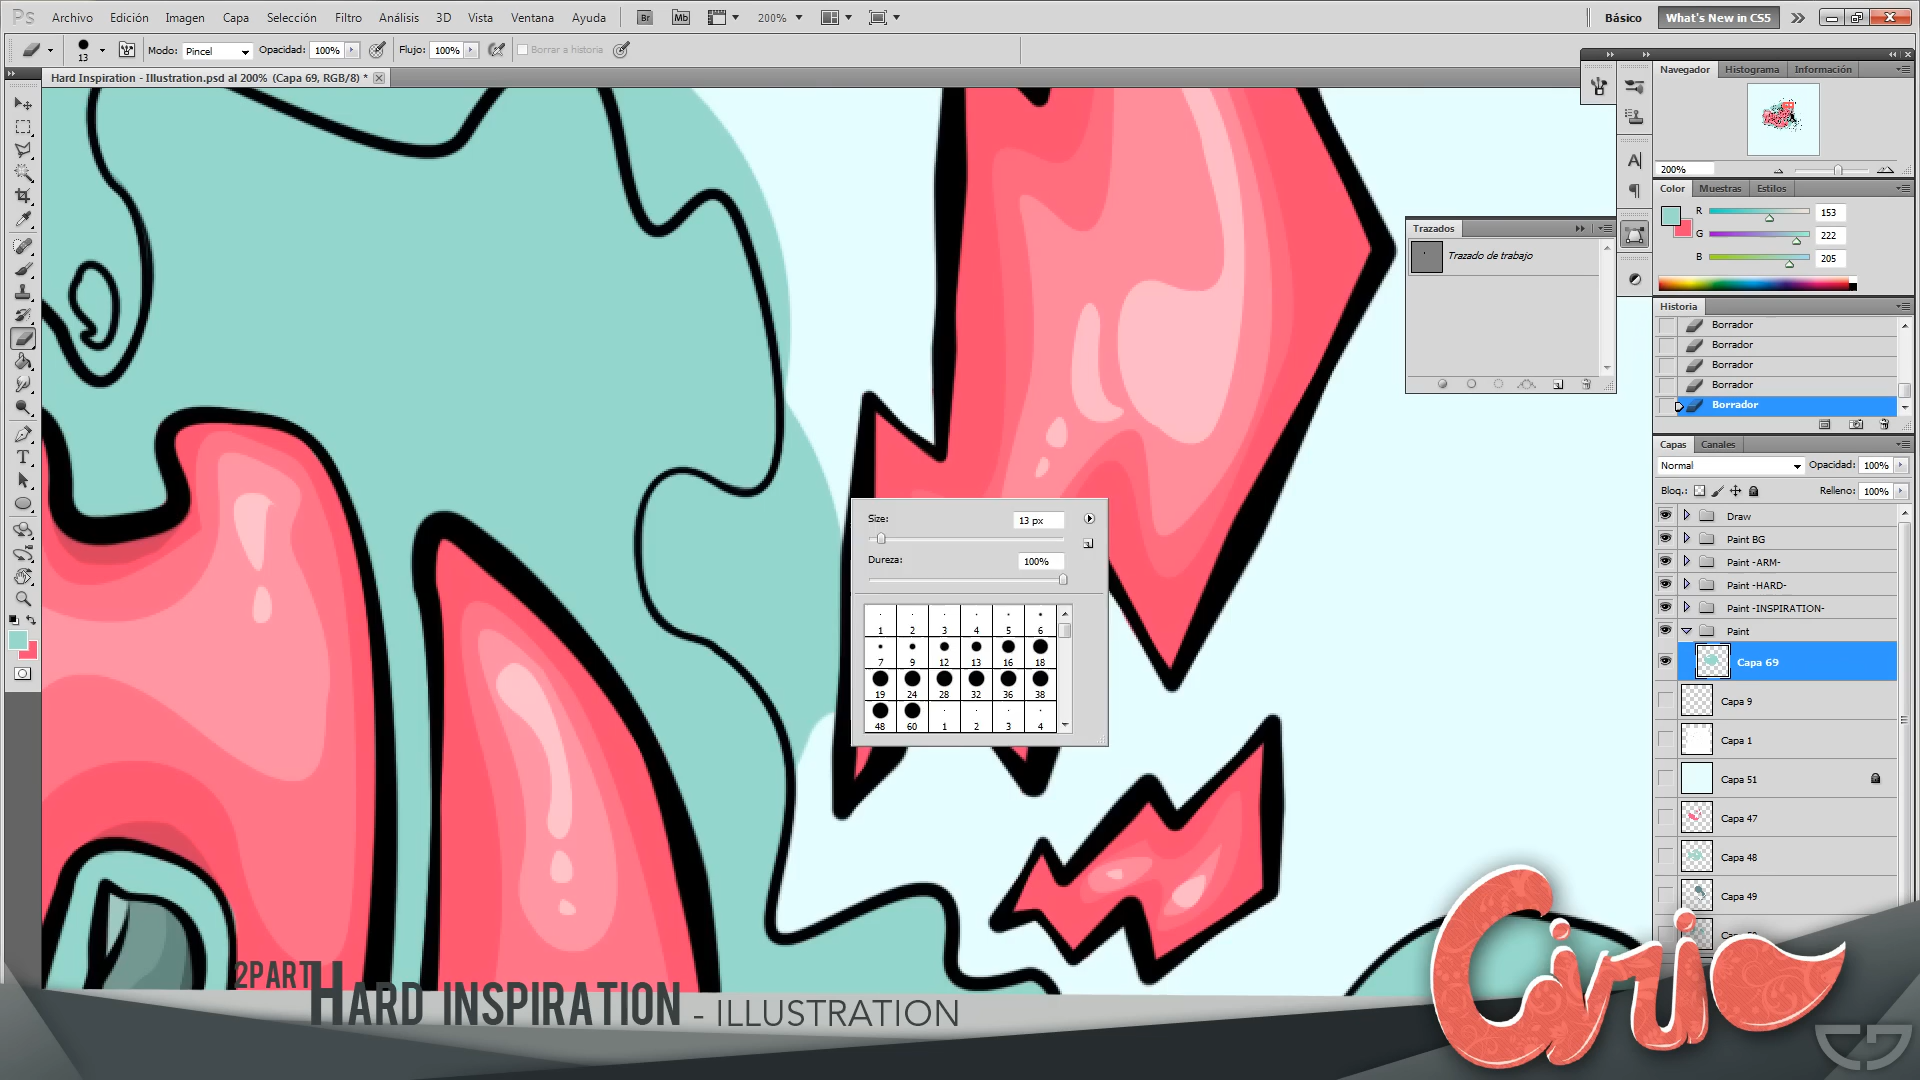 Ps Archivo Edición Imagen Capa Selección Filtro Análisis 3D Vista Ventana Ayuda Br Mb 200% Básico What's New in CS5
13 Modo: Pincel Opacidad: 100% Flujo: 100% Borrar a historia
Hard Inspiration - Illustration.psd al 200% (Capa 69, RGB/8) *
Navegador Histograma Información
200%
Color Muestras Estilos
R 153
G 222
B 205
Trazados
Trazado de trabajo
Historia
Borrador
Borrador
Borrador
Borrador
Borrador
Capas Canales
Normal Opacidad: 100%
Bloq.: Relleno: 100%
Draw
Paint BG
Paint -ARM-
Paint -HARD-
Paint -INSPIRATION-
Paint
Capa 69
Capa 9
Capa 1
Capa 51
Capa 47
Capa 48
Capa 49
Size: 13 px
Dureza: 100%
1 2 3 4 5 6
7 9 12 13 16 18
19 24 28 32 36 38
48 60 1 2 3 4
2PART
HARD INSPIRATION - ILLUSTRATION
Ciri